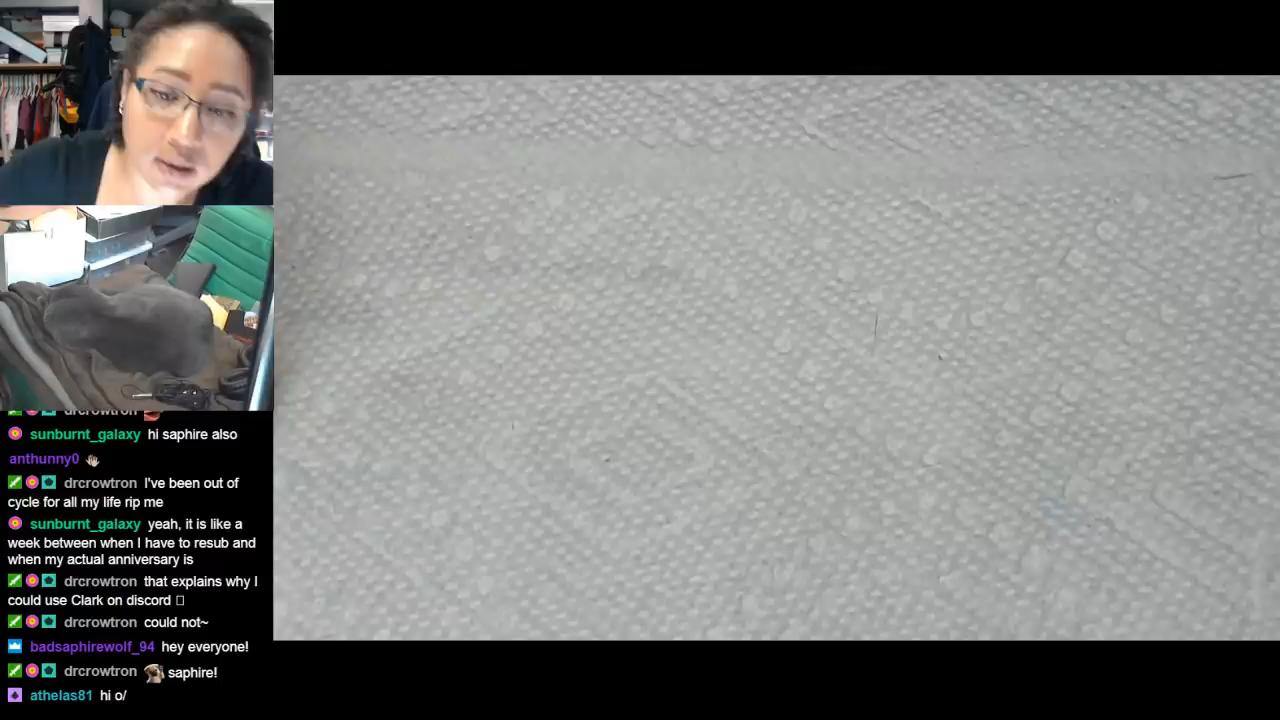 drcrowtron
sunburnt_galaxy hi saphire also
anthunny0
drcrowtron I've been out of
cycle for all my life rip me
sunburnt_galaxy yeah, it is like a
week between when I have to resub and
when my actual anniversary is
drcrowtron that explains why I
could use Clark on discord
drcrowtron could not~
badsaphirewolf_94 hey everyone!
drcrowtron saphire!
athelas81 hi o/